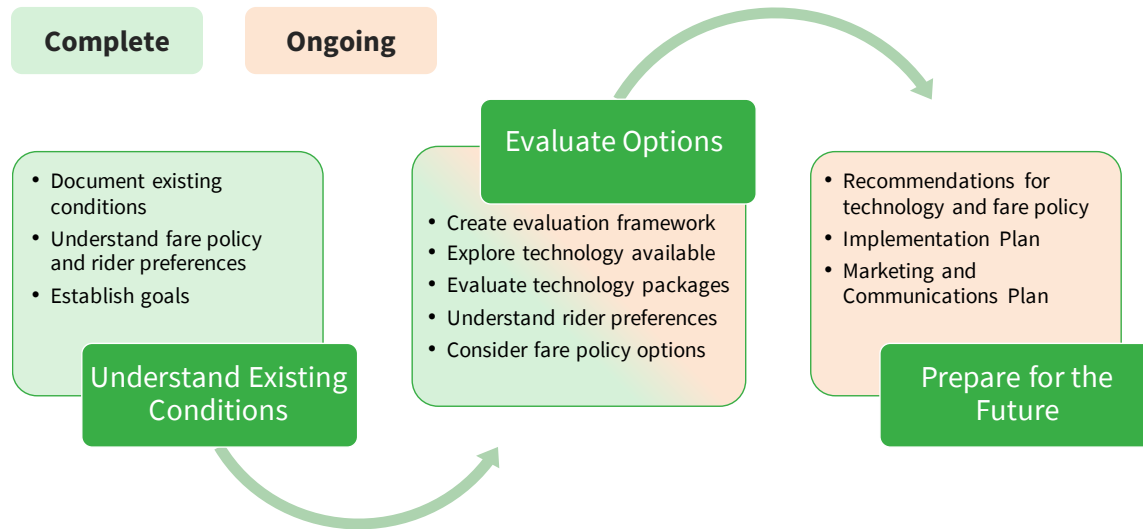 Complete
Ongoing
• Document existing
conditions
• Understand fare policy
and rider preferences
• Establish goals
Understand Existing
Conditions
Evaluate Options
• Create evaluation framework
• Explore technology available
• Evaluate technology packages
• Understand rider preferences
• Consider fare policy options
• Recommendations for
technology and fare policy
• Implementation Plan
• Marketing and
Communications Plan
Prepare for the
Future